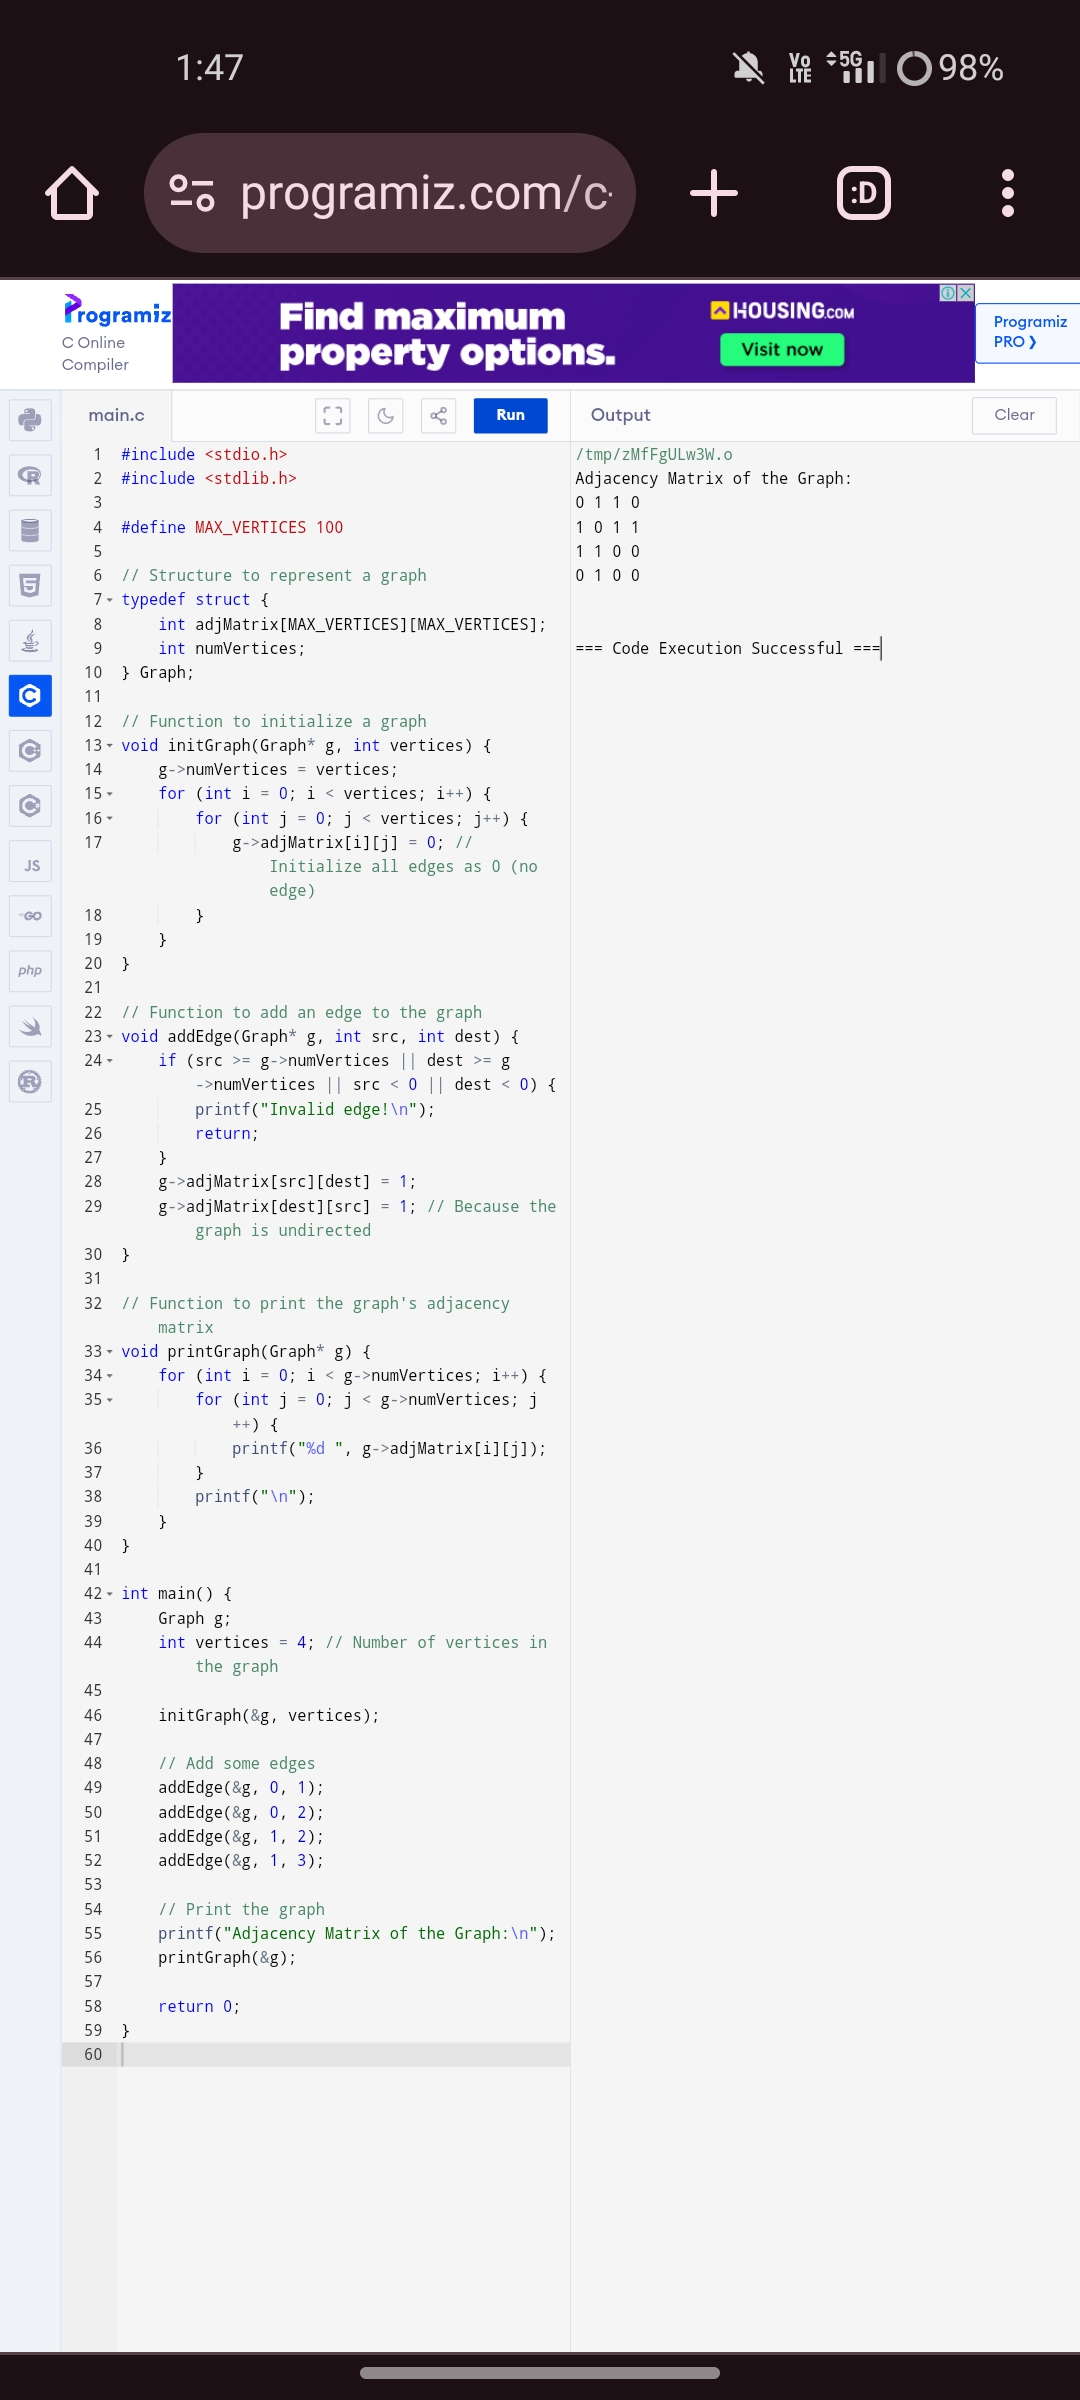 1:47
Vo LTE 5G 98%
programiz.com/c
:D
Programiz
C Online
Compiler
Find maximum
property options.
HOUSING.COM
Visit now
Programiz
PRO ❯
main.c
Run
Output
Clear
JS
GO
php
1 #include <stdio.h>
2 #include <stdlib.h>
3
4 #define MAX_VERTICES 100
5
6 // Structure to represent a graph
7 typedef struct {
8     int adjMatrix[MAX_VERTICES][MAX_VERTICES];
9     int numVertices;
10 } Graph;
11
12 // Function to initialize a graph
13 void initGraph(Graph* g, int vertices) {
14     g->numVertices = vertices;
15     for (int i = 0; i < vertices; i++) {
16         for (int j = 0; j < vertices; j++) {
17             g->adjMatrix[i][j] = 0; //
Initialize all edges as 0 (no
edge)
18         }
19     }
20 }
21
22 // Function to add an edge to the graph
23 void addEdge(Graph* g, int src, int dest) {
24     if (src >= g->numVertices || dest >= g
->numVertices || src < 0 || dest < 0) {
25         printf("Invalid edge!\n");
26         return;
27     }
28     g->adjMatrix[src][dest] = 1;
29     g->adjMatrix[dest][src] = 1; // Because the
graph is undirected
30 }
31
32 // Function to print the graph's adjacency
matrix
33 void printGraph(Graph* g) {
34     for (int i = 0; i < g->numVertices; i++) {
35         for (int j = 0; j < g->numVertices; j
++) {
36             printf("%d ", g->adjMatrix[i][j]);
37         }
38         printf("\n");
39     }
40 }
41
42 int main() {
43     Graph g;
44     int vertices = 4; // Number of vertices in
the graph
45
46     initGraph(&g, vertices);
47
48     // Add some edges
49     addEdge(&g, 0, 1);
50     addEdge(&g, 0, 2);
51     addEdge(&g, 1, 2);
52     addEdge(&g, 1, 3);
53
54     // Print the graph
55     printf("Adjacency Matrix of the Graph:\n");
56     printGraph(&g);
57
58     return 0;
59 }
60
/tmp/zMfFgULw3W.o
Adjacency Matrix of the Graph:
0 1 1 0
1 0 1 1
1 1 0 0
0 1 0 0
=== Code Execution Successful ===